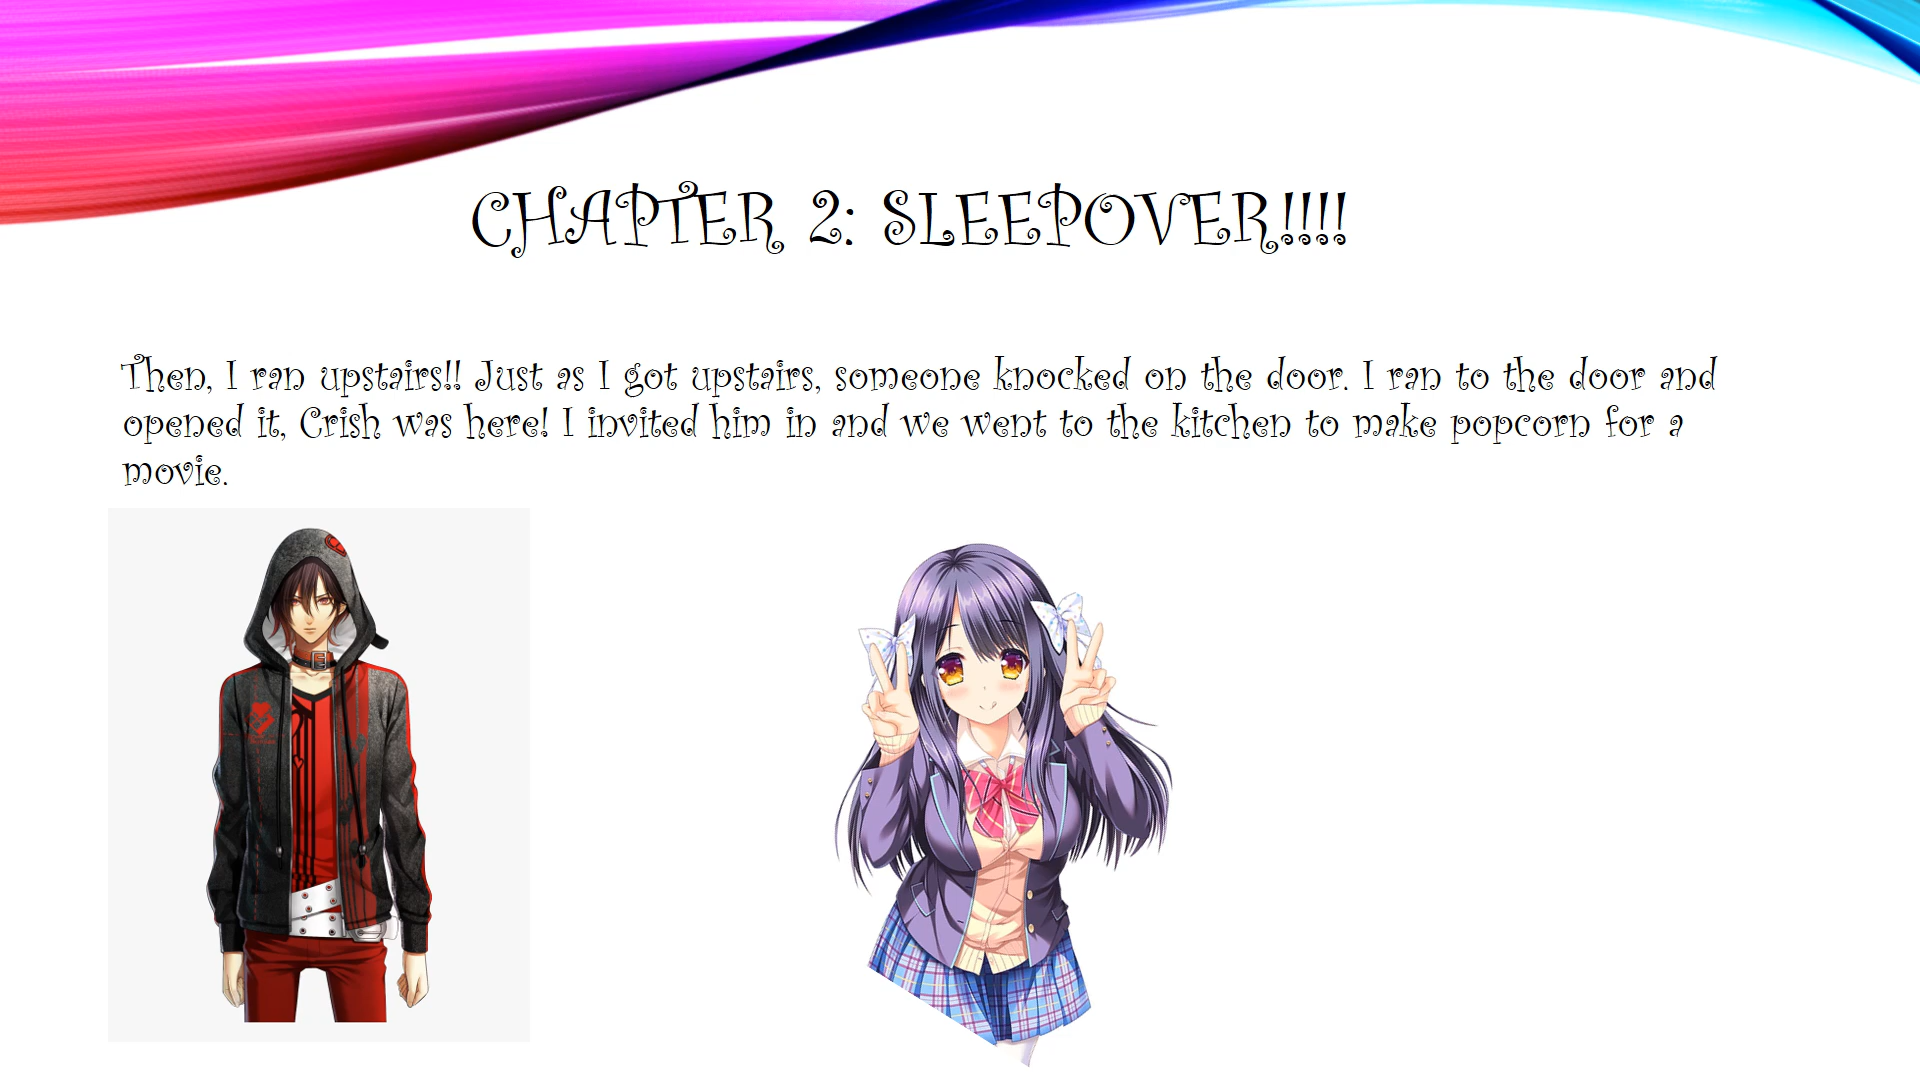 CHAPTER 2: SLEEPOVER!!!!
Then, I ran upstairs!! Just as I got upstairs, someone knocked on the door. I ran to the door and
opened it, Crish was here! I invited him in and we went to the kitchen to make popcorn for a
movie.